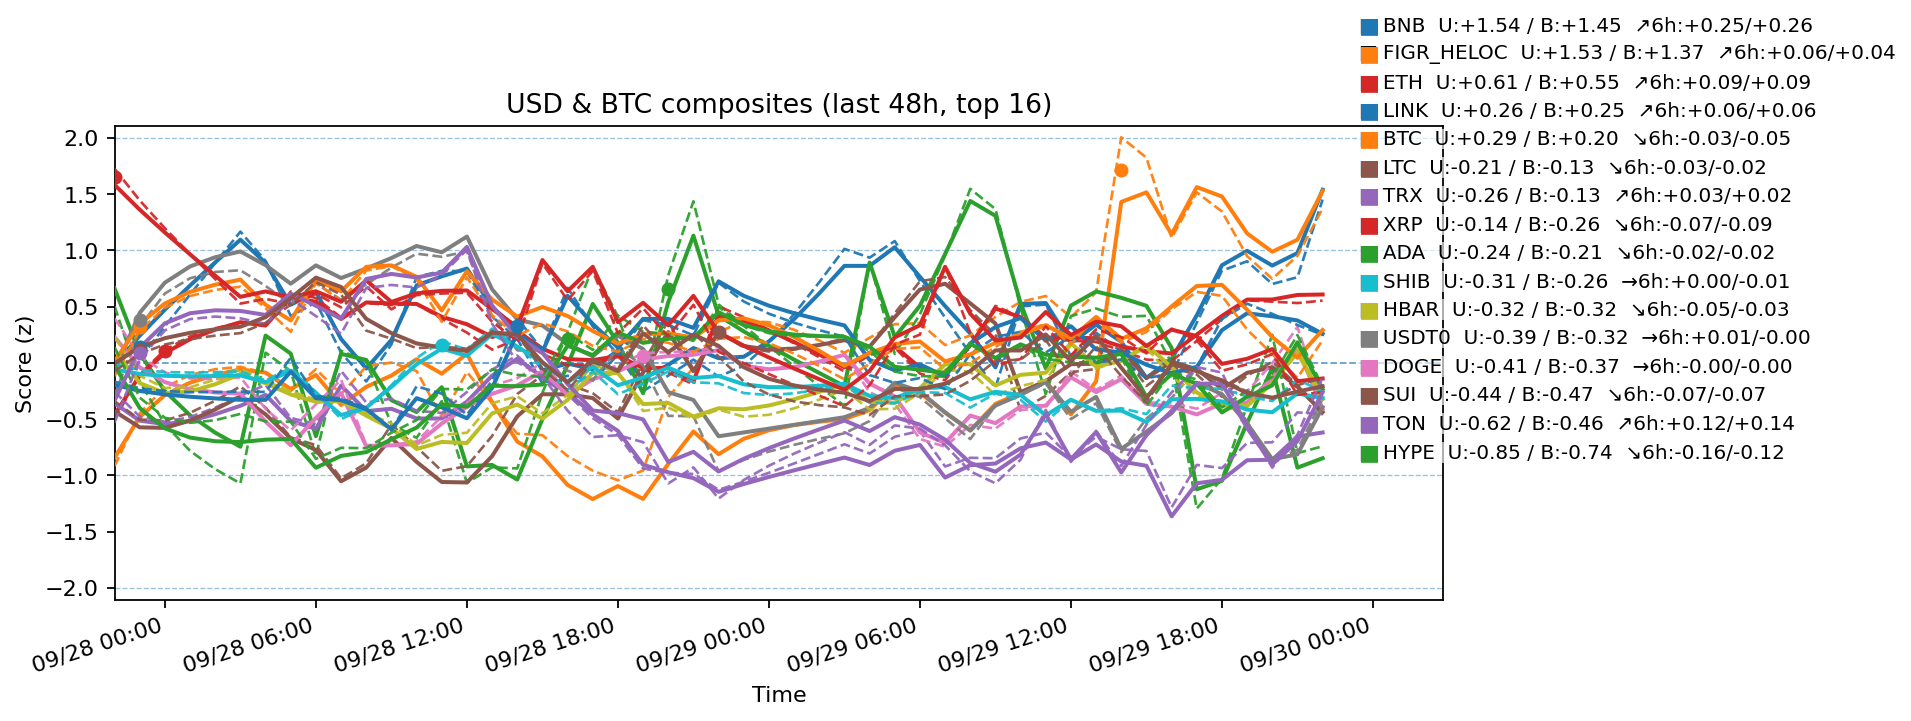 BNB  U:+1.54 / B:+1.45  ↗6h:+0.25/+0.26
FIGR_HELOC  U:+1.53 / B:+1.37  ↗6h:+0.06/+0.04
ETH  U:+0.61 / B:+0.55  ↗6h:+0.09/+0.09
LINK  U:+0.26 / B:+0.25  ↗6h:+0.06/+0.06
BTC  U:+0.29 / B:+0.20  ↘6h:-0.03/-0.05
LTC  U:-0.21 / B:-0.13  ↘6h:-0.03/-0.02
TRX  U:-0.26 / B:-0.13  ↗6h:+0.03/+0.02
XRP  U:-0.14 / B:-0.26  ↘6h:-0.07/-0.09
ADA  U:-0.24 / B:-0.21  ↘6h:-0.02/-0.02
SHIB  U:-0.31 / B:-0.26  →6h:+0.00/-0.01
HBAR  U:-0.32 / B:-0.32  ↘6h:-0.05/-0.03
USDT0  U:-0.39 / B:-0.32  →6h:+0.01/-0.00
DOGE  U:-0.41 / B:-0.37  →6h:-0.00/-0.00
SUI  U:-0.44 / B:-0.47  ↘6h:-0.07/-0.07
TON  U:-0.62 / B:-0.46  ↗6h:+0.12/+0.14
HYPE  U:-0.85 / B:-0.74  ↘6h:-0.16/-0.12
USD & BTC composites (last 48h, top 16)
Score (z)
2.0
1.5
1.0
0.5
0.0
−0.5
−1.0
−1.5
−2.0
09/28 00:00
09/28 06:00
09/28 12:00
09/28 18:00
09/29 00:00
09/29 06:00
09/29 12:00
09/29 18:00
09/30 00:00
Time